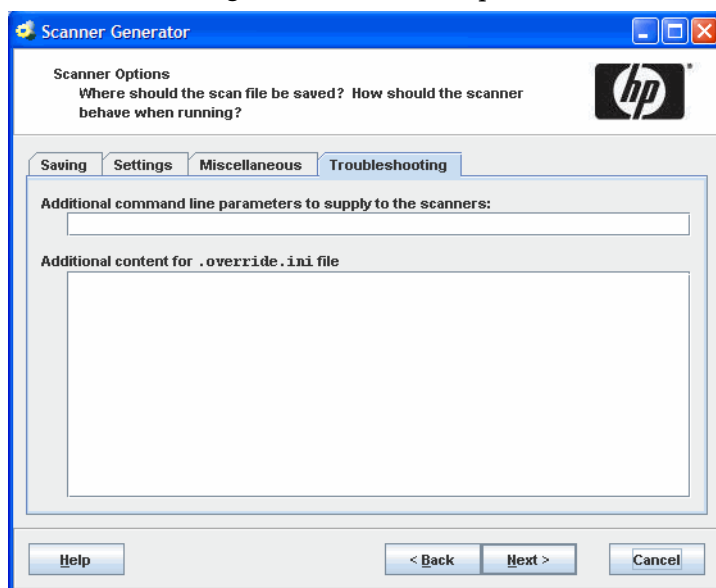 Scanner Generator
Scanner Options
Where should the scan file be saved? How should the scanner
behave when running?
hp
Saving Settings Miscellaneous Troubleshooting
Additional command line parameters to supply to the scanners:
Additional content for .override.ini file
Help < Back Next > Cancel